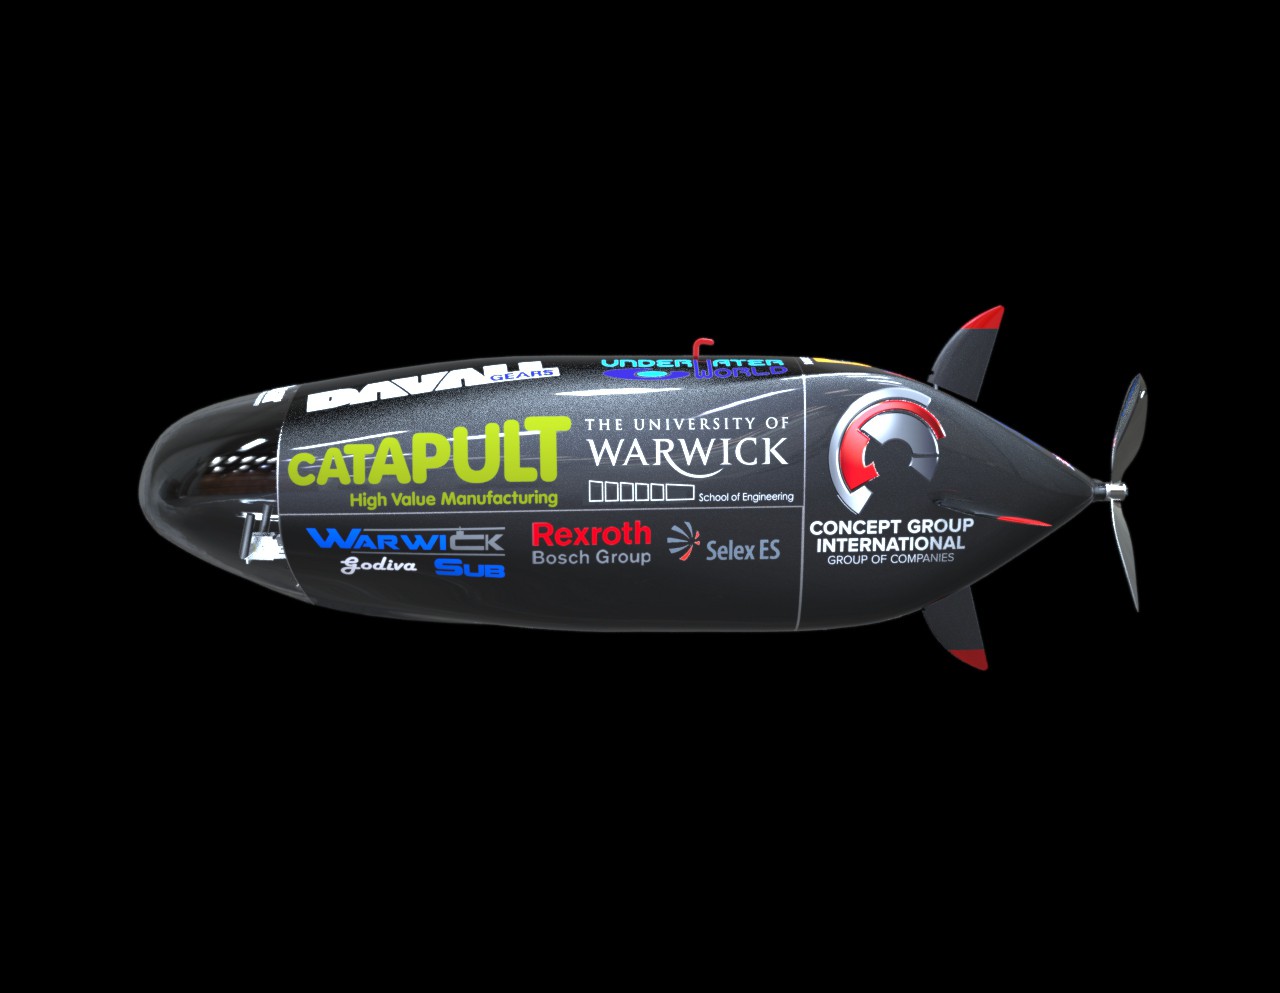 DAVALL
GEARS
UNDERWATER
WORLD
CATAPULT
High Value Manufacturing
THE UNIVERSITY OF
WARWICK
School of Engineering
WARWICK
Godiva SUB
Rexroth
Bosch Group
Selex ES
CONCEPT GROUP
INTERNATIONAL
GROUP OF COMPANIES